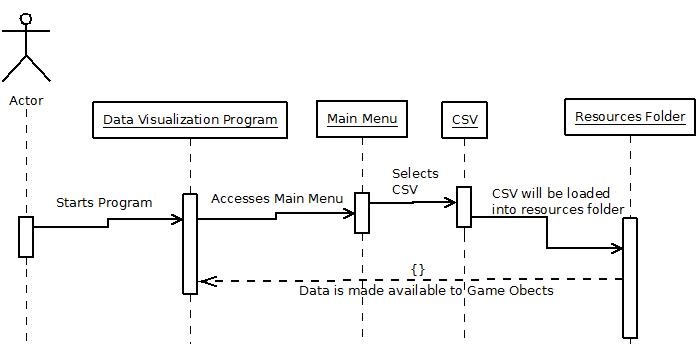 Actor
Data Visualization Program
Main Menu
CSV
Resources Folder
Starts Program
Accesses Main Menu
Selects
CSV
CSV will be loaded
into resources folder
{}
Data is made available to Game Obects